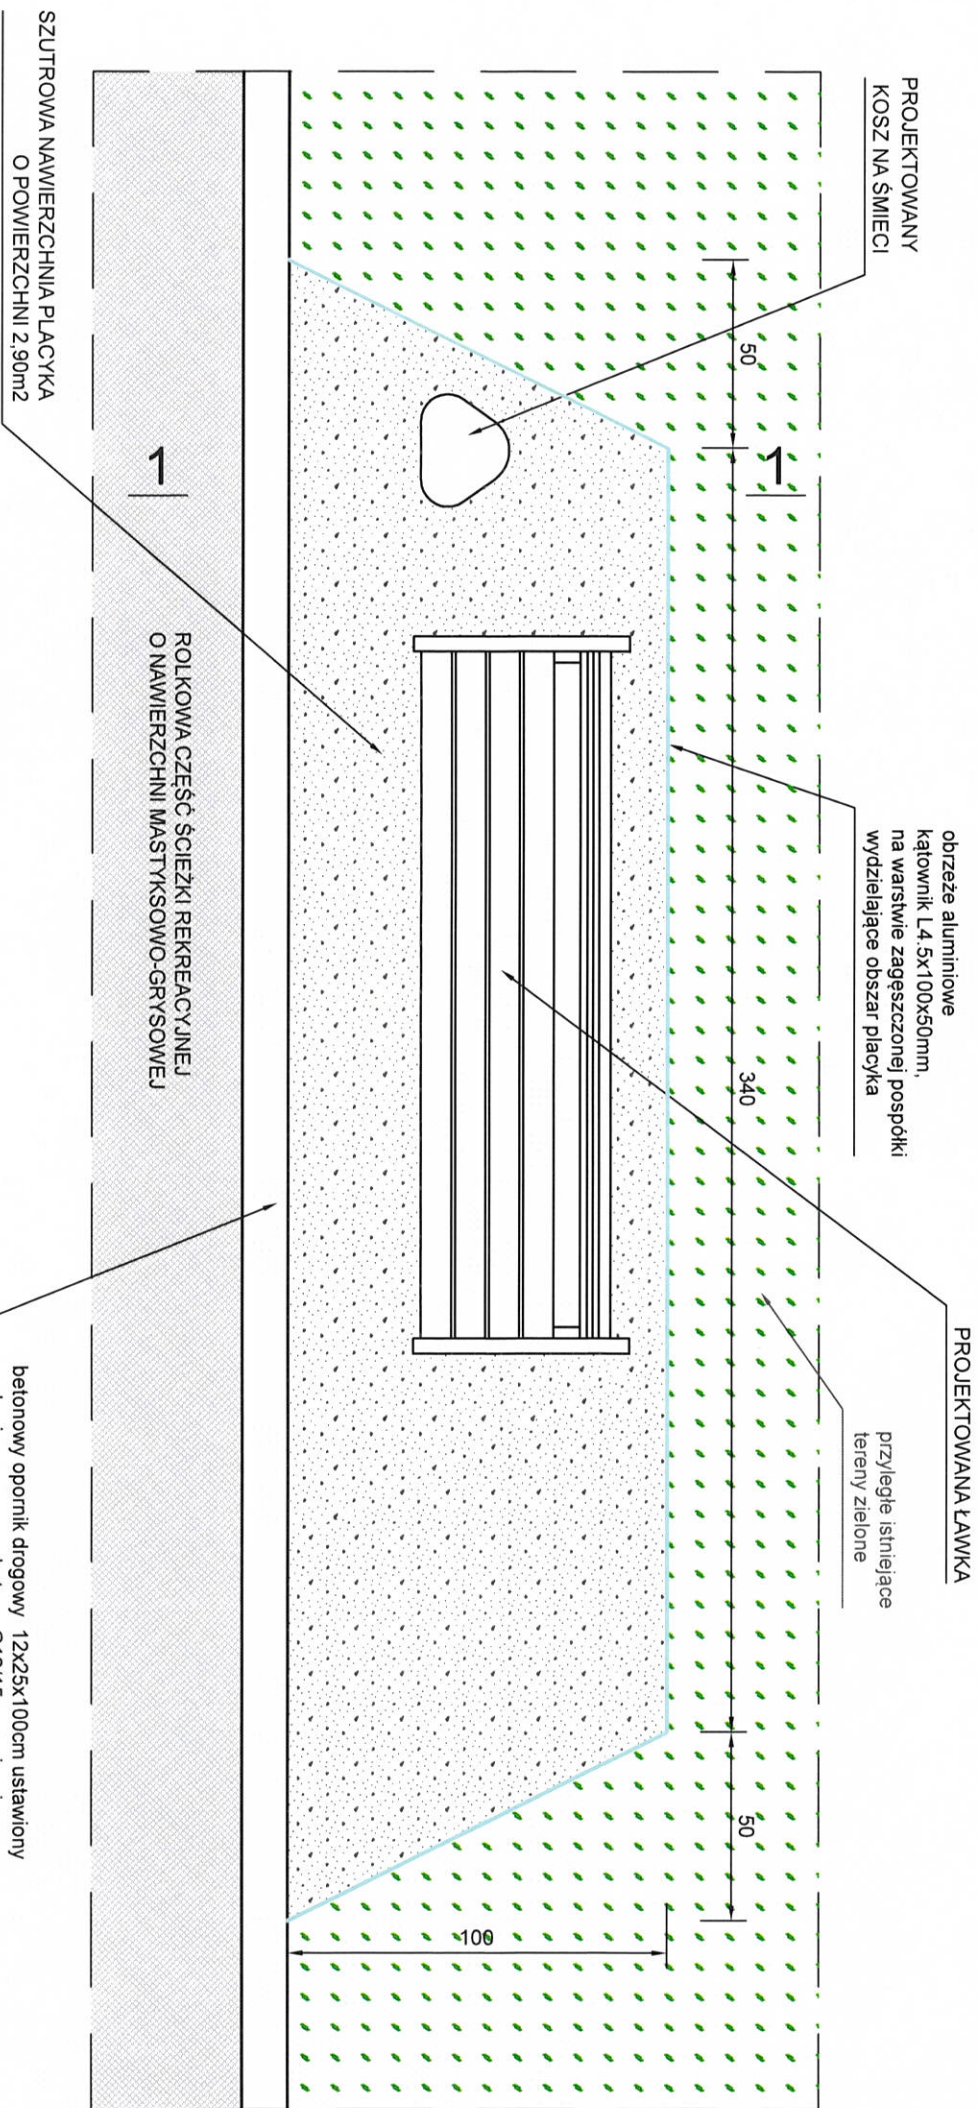 PROJEKTOWANA ŁAWKA
obrzeże aluminiowe
kątownik L4.5x100x50mm,
na warstwie zagęszczonej pospółki
wydzielające obszar placyka
PROJEKTOWANY
KOSZ NA ŚMIECI
przyległe istniejące
tereny zielone
50
340
50
1
1
100
ROLKOWA CZĘŚĆ ŚCIEŻKI REKREACYJNEJ
O NAWIERZCHNI MASTYKSOWO-GRYSOWEJ
SZUTROWA NAWIERZCHNIA PLACYKA
O POWIERZCHNI 2,90m2
betonowy opornik drogowy 12x25x100cm ustawiony